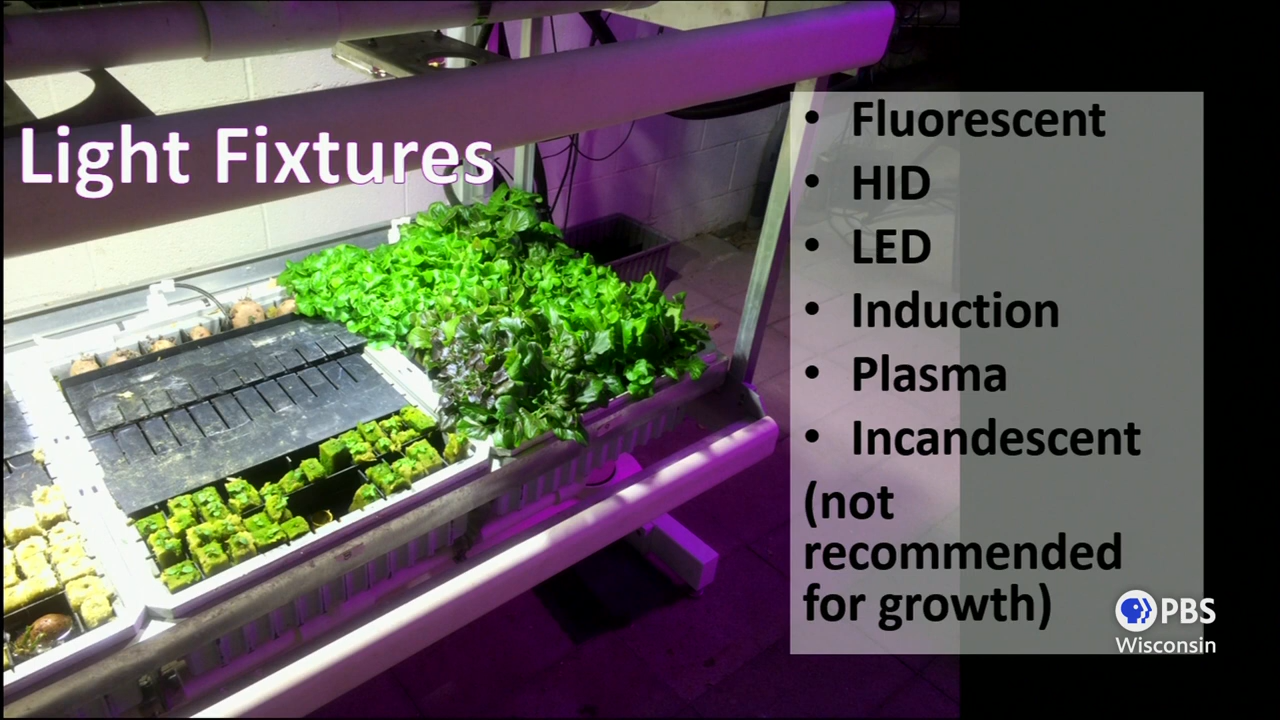 Light Fixtures
• Fluorescent
• HID
• LED
• Induction
• Plasma
• Incandescent
(not
recommended
for growth)
PBS
Wisconsin